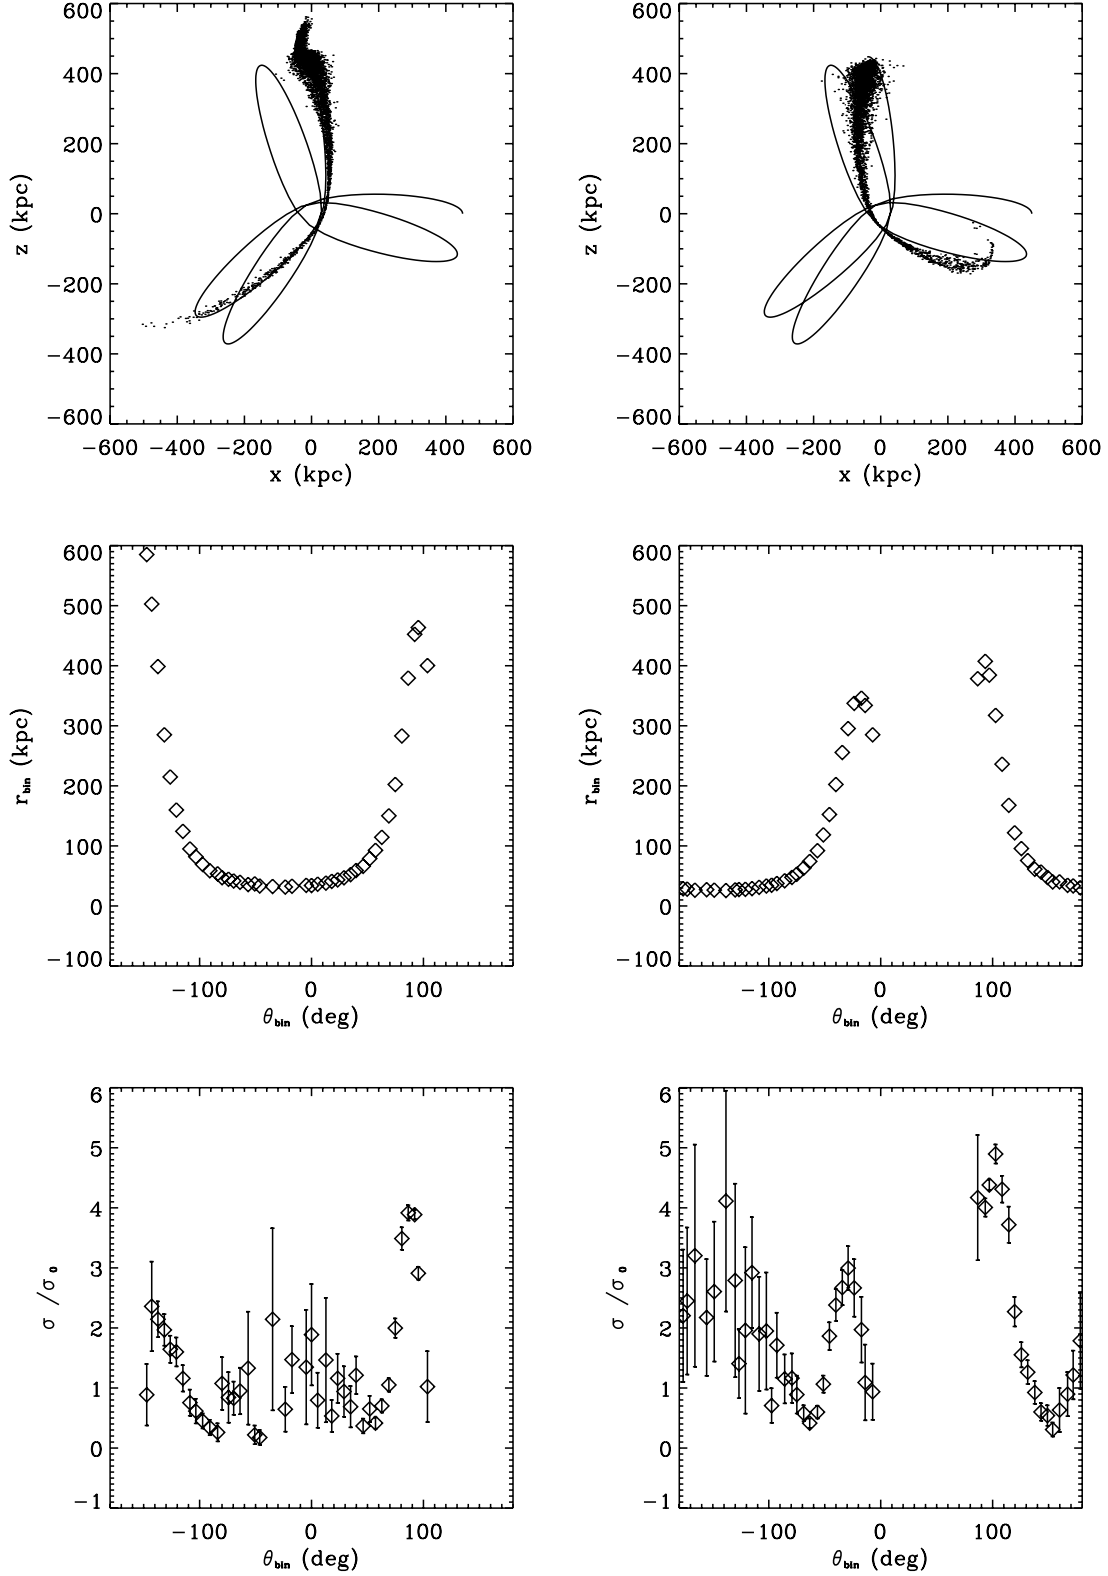 600 600
400 400
200 200
0 0
−200 −200
−400 −400
−600 −600
z (kpc) z (kpc)
−600 −400 −200 0 200 400 600 −600 −400 −200 0 200 400 600
x (kpc) x (kpc)
600 600
500 500
400 400
300 300
200 200
100 100
0 0
−100 −100
r_bin (kpc) r_bin (kpc)
−100 0 100 −100 0 100
θ_bin (deg) θ_bin (deg)
6 6
5 5
4 4
3 3
2 2
1 1
0 0
−1 −1
σ /σ_0 σ /σ_0
−100 0 100 −100 0 100
θ_bin (deg) θ_bin (deg)